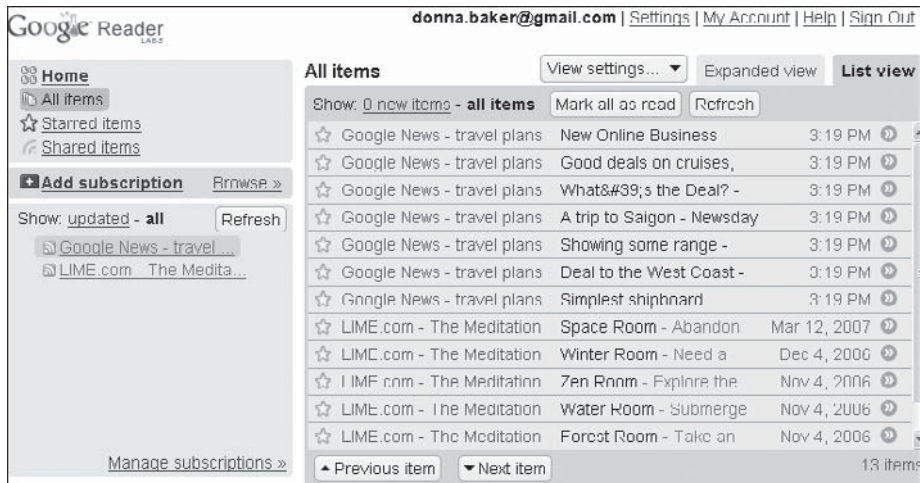 Google Reader
LABS
donna.baker@gmail.com | Settings | My Account | Help | Sign Out
Home
All items
Starred items
Shared items
Add subscription Browse »
Show: updated - all Refresh
Google News - travel ...
LIME.com The Medita...
Manage subscriptions »
All items View settings... Expanded view List view
Show: 0 new items - all items Mark all as read Refresh
Google News - travel plans New Online Business 3:19 PM
Google News - travel plans Good deals on cruises, 3:19 PM
Google News - travel plans What&#39;s the Deal? - 3:19 PM
Google News - travel plans A trip to Saigon - Newsday 3:19 PM
Google News - travel plans Showing some range - 3:19 PM
Google News - travel plans Deal to the West Coast - 3:19 PM
Google News - travel plans Simplest shipboard 3:19 PM
LIME.com - The Meditation Space Room - Abandon Mar 12, 2007
LIME.com - The Meditation Winter Room - Need a Dec 4, 2006
LIME.com - The Meditation Zen Room - Explore the Nov 4, 2006
LIME.com - The Meditation Water Room - Submerge Nov 4, 2006
LIME.com - The Meditation Forest Room - Take an Nov 4, 2006
Previous item Next item 13 items